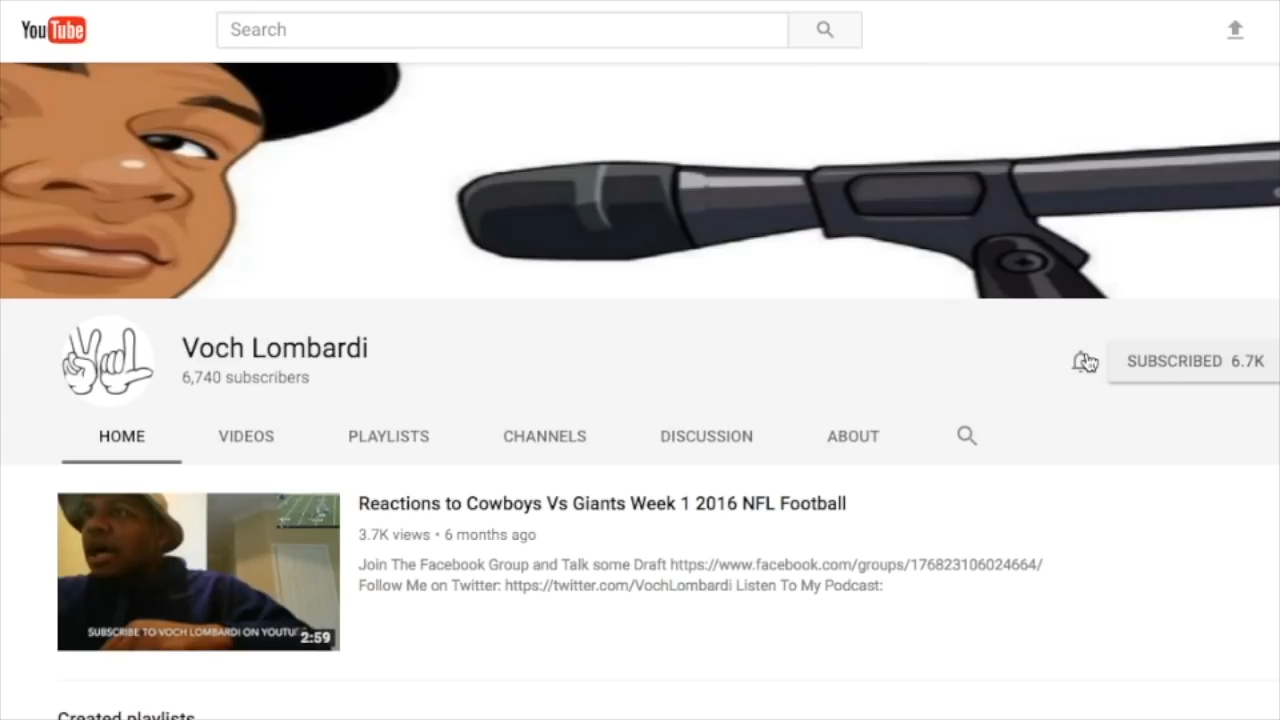 YouTube
Search
Voch Lombardi
6,740 subscribers
SUBSCRIBED 6.7K
HOME VIDEOS PLAYLISTS CHANNELS DISCUSSION ABOUT
Reactions to Cowboys Vs Giants Week 1 2016 NFL Football
3.7K views • 6 months ago
Join The Facebook Group and Talk some Draft https://www.facebook.com/groups/176823106024664/
Follow Me on Twitter: https://twitter.com/VochLombardi Listen To My Podcast:
SUBSCRIBE TO VOCH LOMBARDI ON
2:59
Created playlists